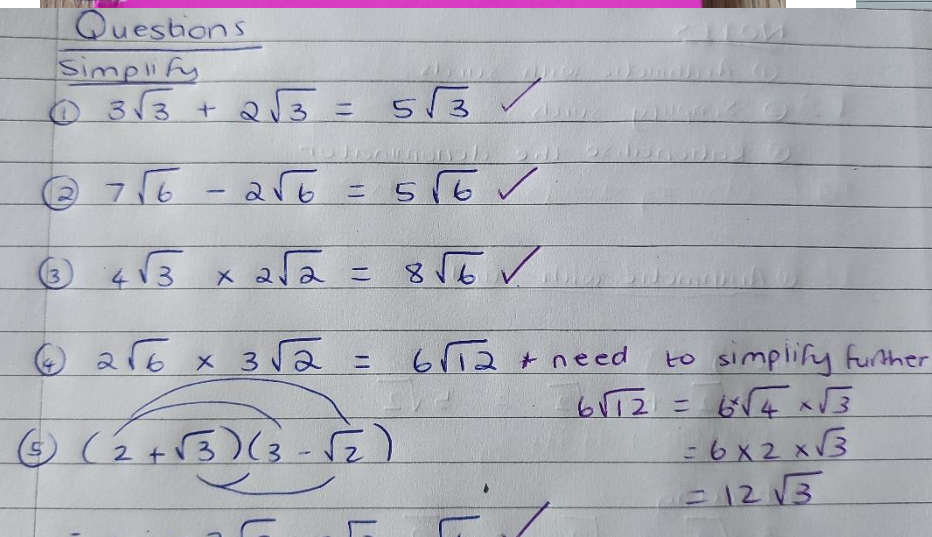 Questions
Simplify
① 3√3 + 2√3 = 5√3 ✓
② 7√6 - 2√6 = 5√6 ✓
③ 4√3 × 2√2 = 8√6 ✓
④ 2√6 × 3√2 = 6√12 * need to simplify further
6√12 = 6×√4 ×√3
= 6×2×√3
= 12√3
⑤ (2+√3)(3-√2)